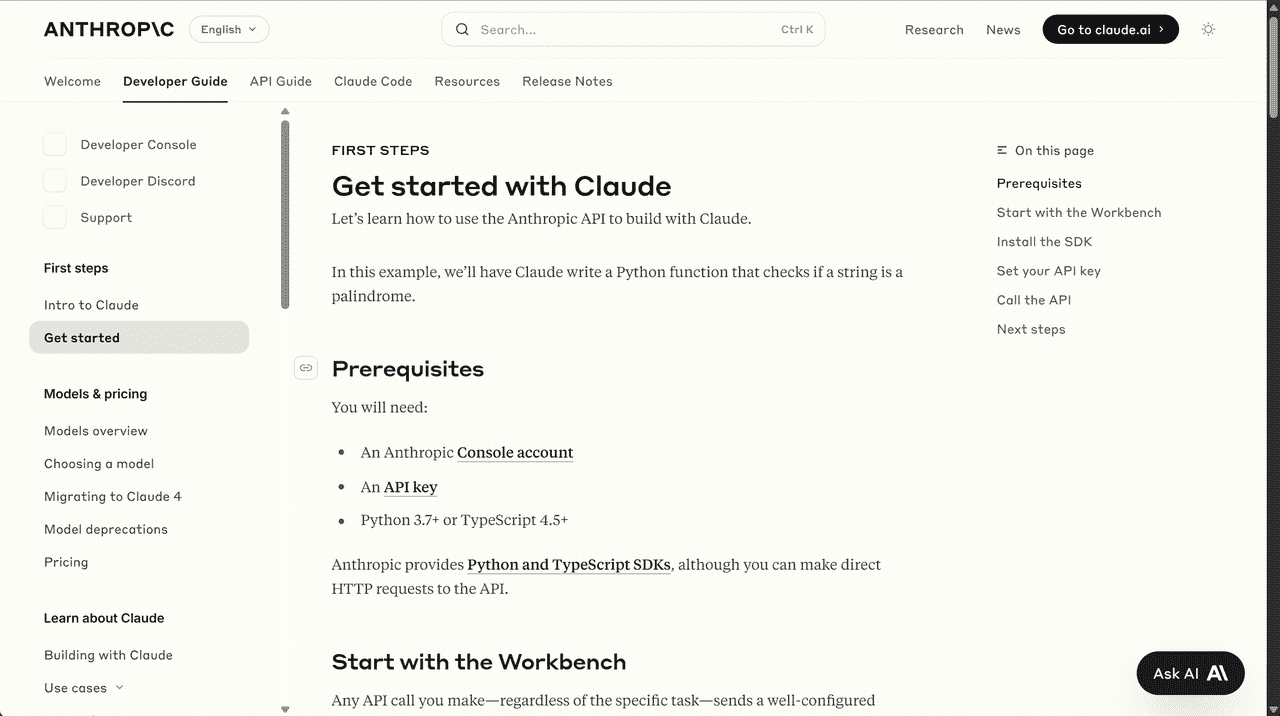 ANTHROP\C
English
Search...
Ctrl K
Research
News
Go to claude.ai
Welcome
Developer Guide
API Guide
Claude Code
Resources
Release Notes
Developer Console
Developer Discord
Support
First steps
Intro to Claude
Get started
Models & pricing
Models overview
Choosing a model
Migrating to Claude 4
Model deprecations
Pricing
Learn about Claude
Building with Claude
Use cases
FIRST STEPS
Get started with Claude
Let’s learn how to use the Anthropic API to build with Claude.
In this example, we’ll have Claude write a Python function that checks if a string is a
palindrome.
Prerequisites
You will need:
• An Anthropic Console account
• An API key
• Python 3.7+ or TypeScript 4.5+
Anthropic provides Python and TypeScript SDKs, although you can make direct
HTTP requests to the API.
Start with the Workbench
Any API call you make—regardless of the specific task—sends a well-configured
On this page
Prerequisites
Start with the Workbench
Install the SDK
Set your API key
Call the API
Next steps
Ask AI